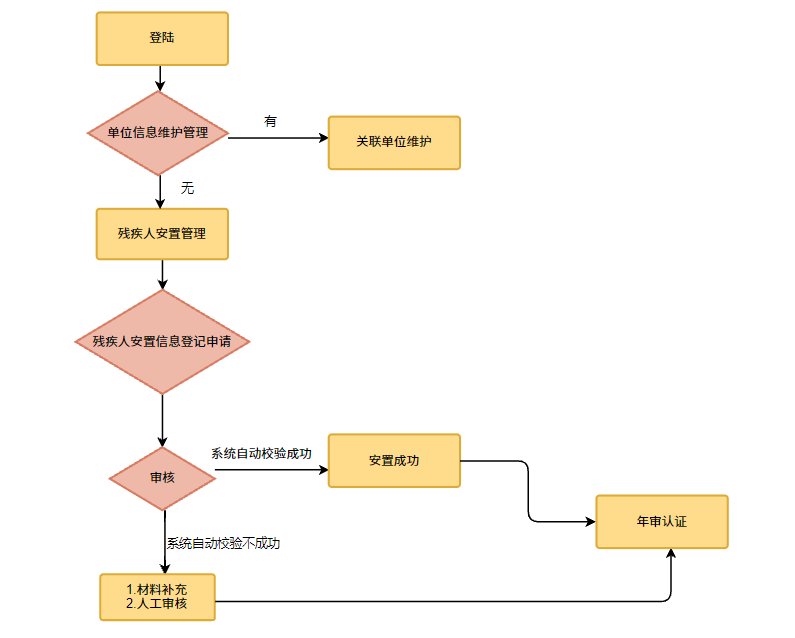 登陆
单位信息维护管理
有
关联单位维护
无
残疾人安置管理
残疾人安置信息登记申请
审核
系统自动校验成功
安置成功
年审认证
系统自动校验不成功
1.材料补充
2.人工审核